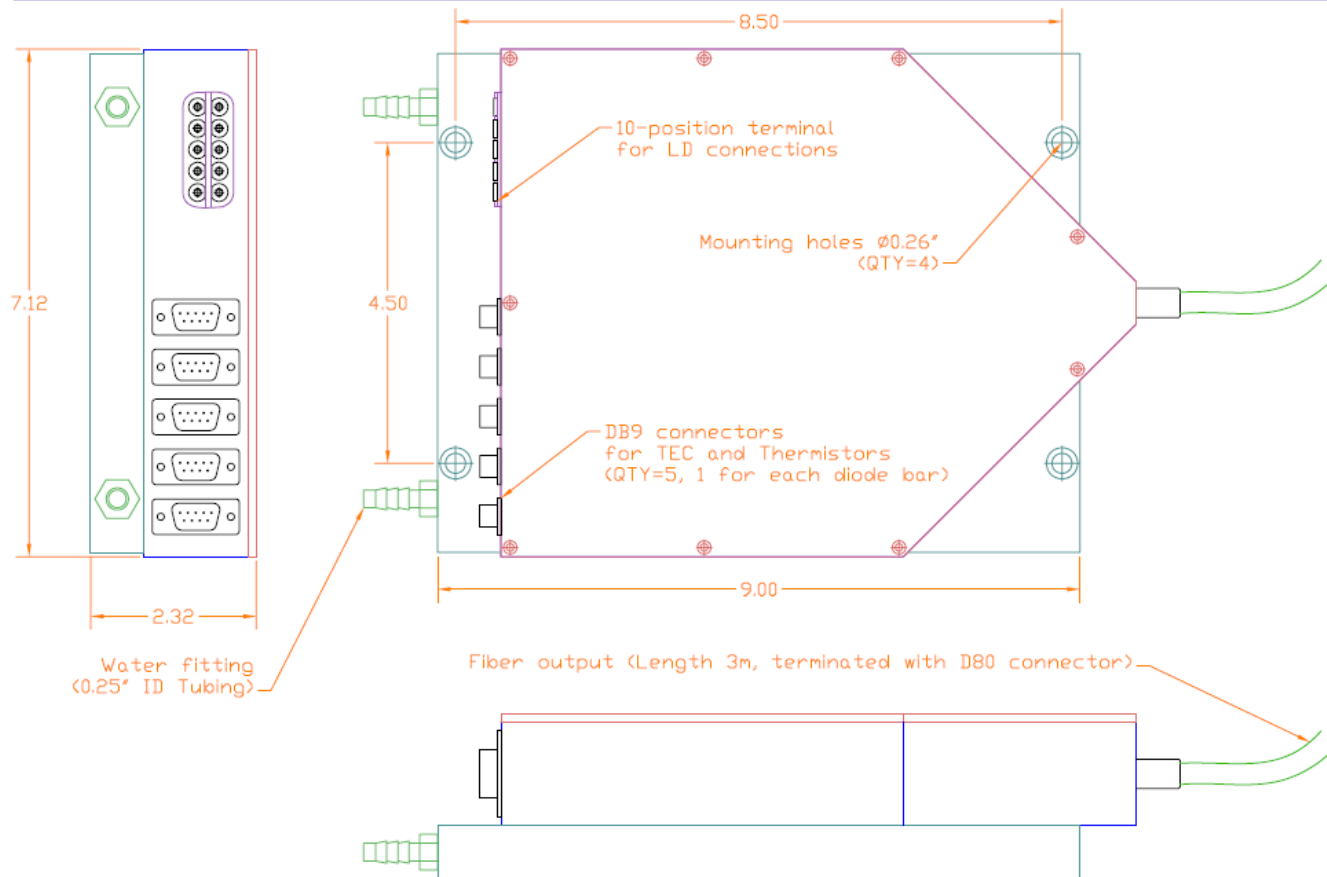 8.50
10-position terminal
for LD connections
Mounting holes Ø0.26"
(QTY=4)
7.12
4.50
DB9 connectors
for TEC and Thermistors
(QTY=5, 1 for each diode bar)
9.00
2.32
Water fitting
(0.25" ID Tubing)
Fiber output (Length 3m, terminated with D80 connector)